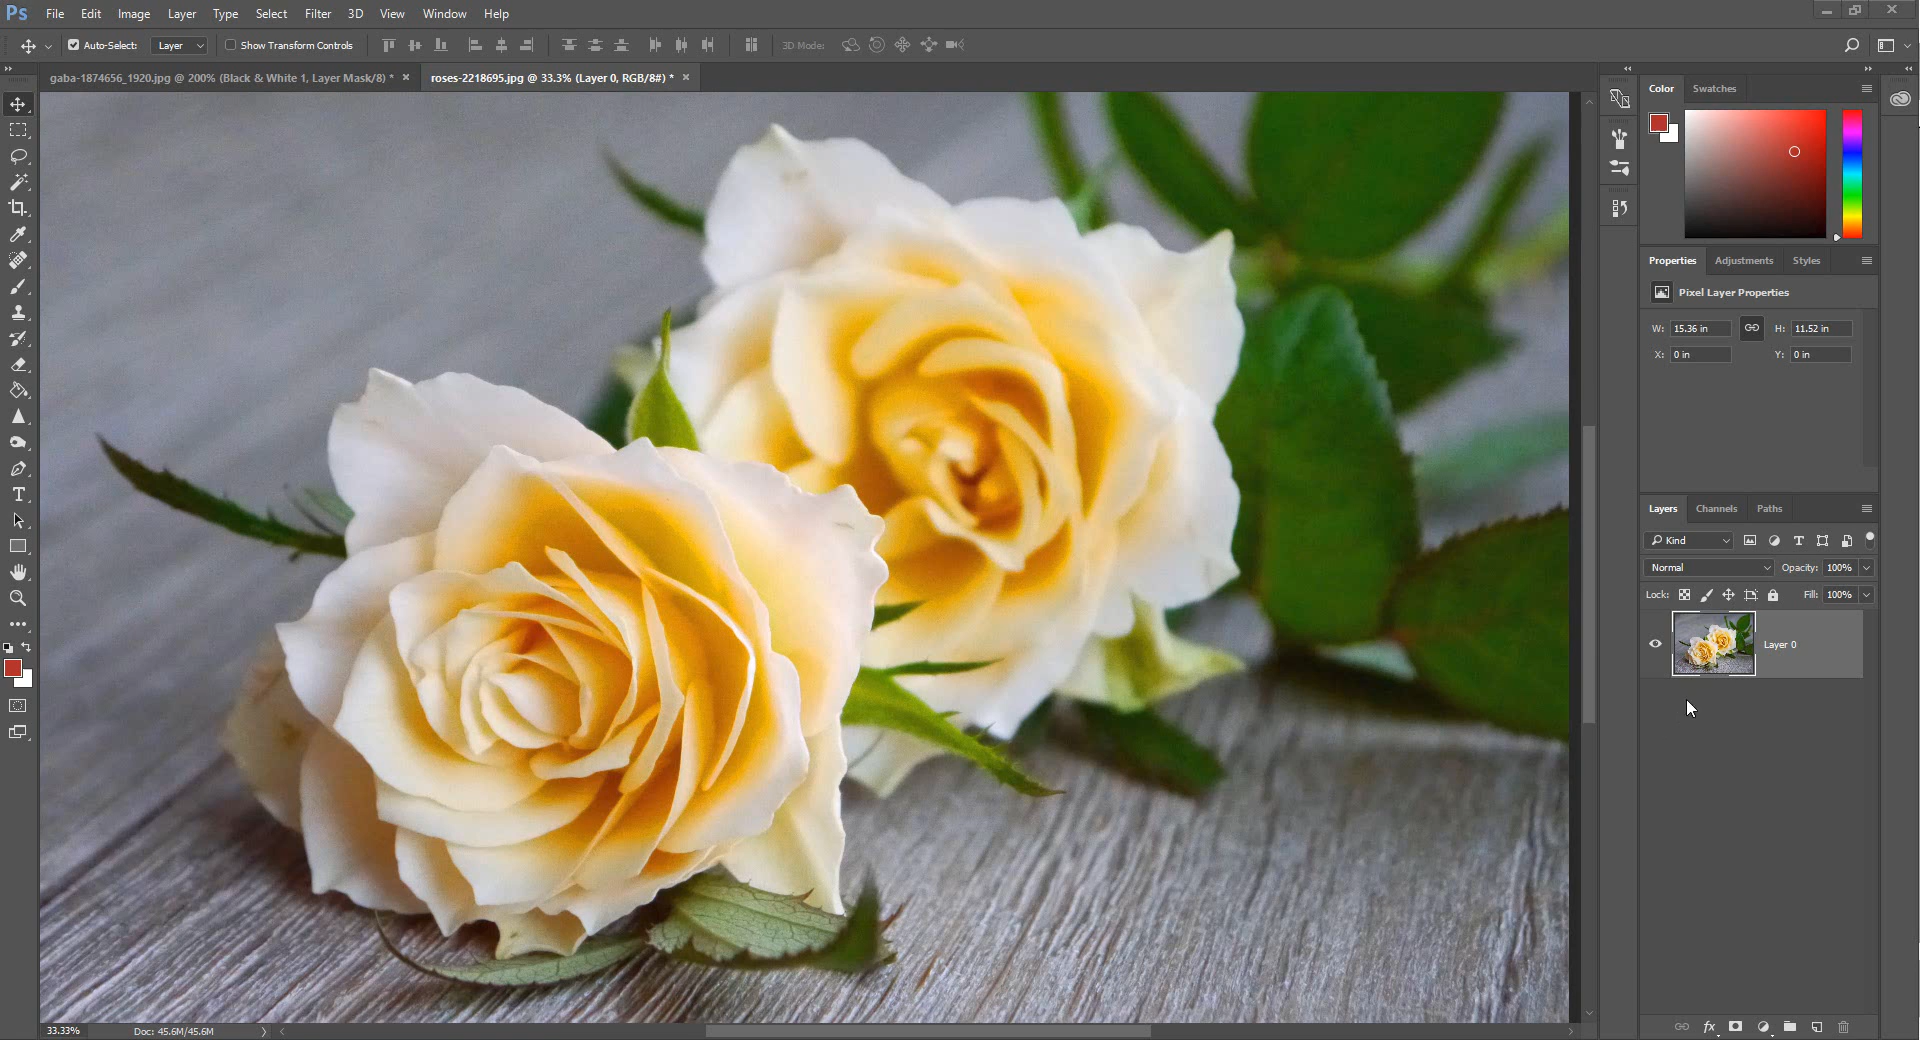 Ps File Edit Image Layer Type Select Filter 3D View Window Help
Auto-Select: Layer Show Transform Controls 3D Mode:
gaba-1874656_1920.jpg @ 200% (Black & White 1, Layer Mask/8) * × roses-2218695.jpg @ 33.3% (Layer 0, RGB/8#) * ×
Color Swatches
Properties Adjustments Styles
Pixel Layer Properties
W: 15.36 in H: 11.52 in
X: 0 in Y: 0 in
Layers Channels Paths
Kind
Normal Opacity: 100%
Lock: Fill: 100%
Layer 0
33.33% Doc: 45.6M/45.6M
fx